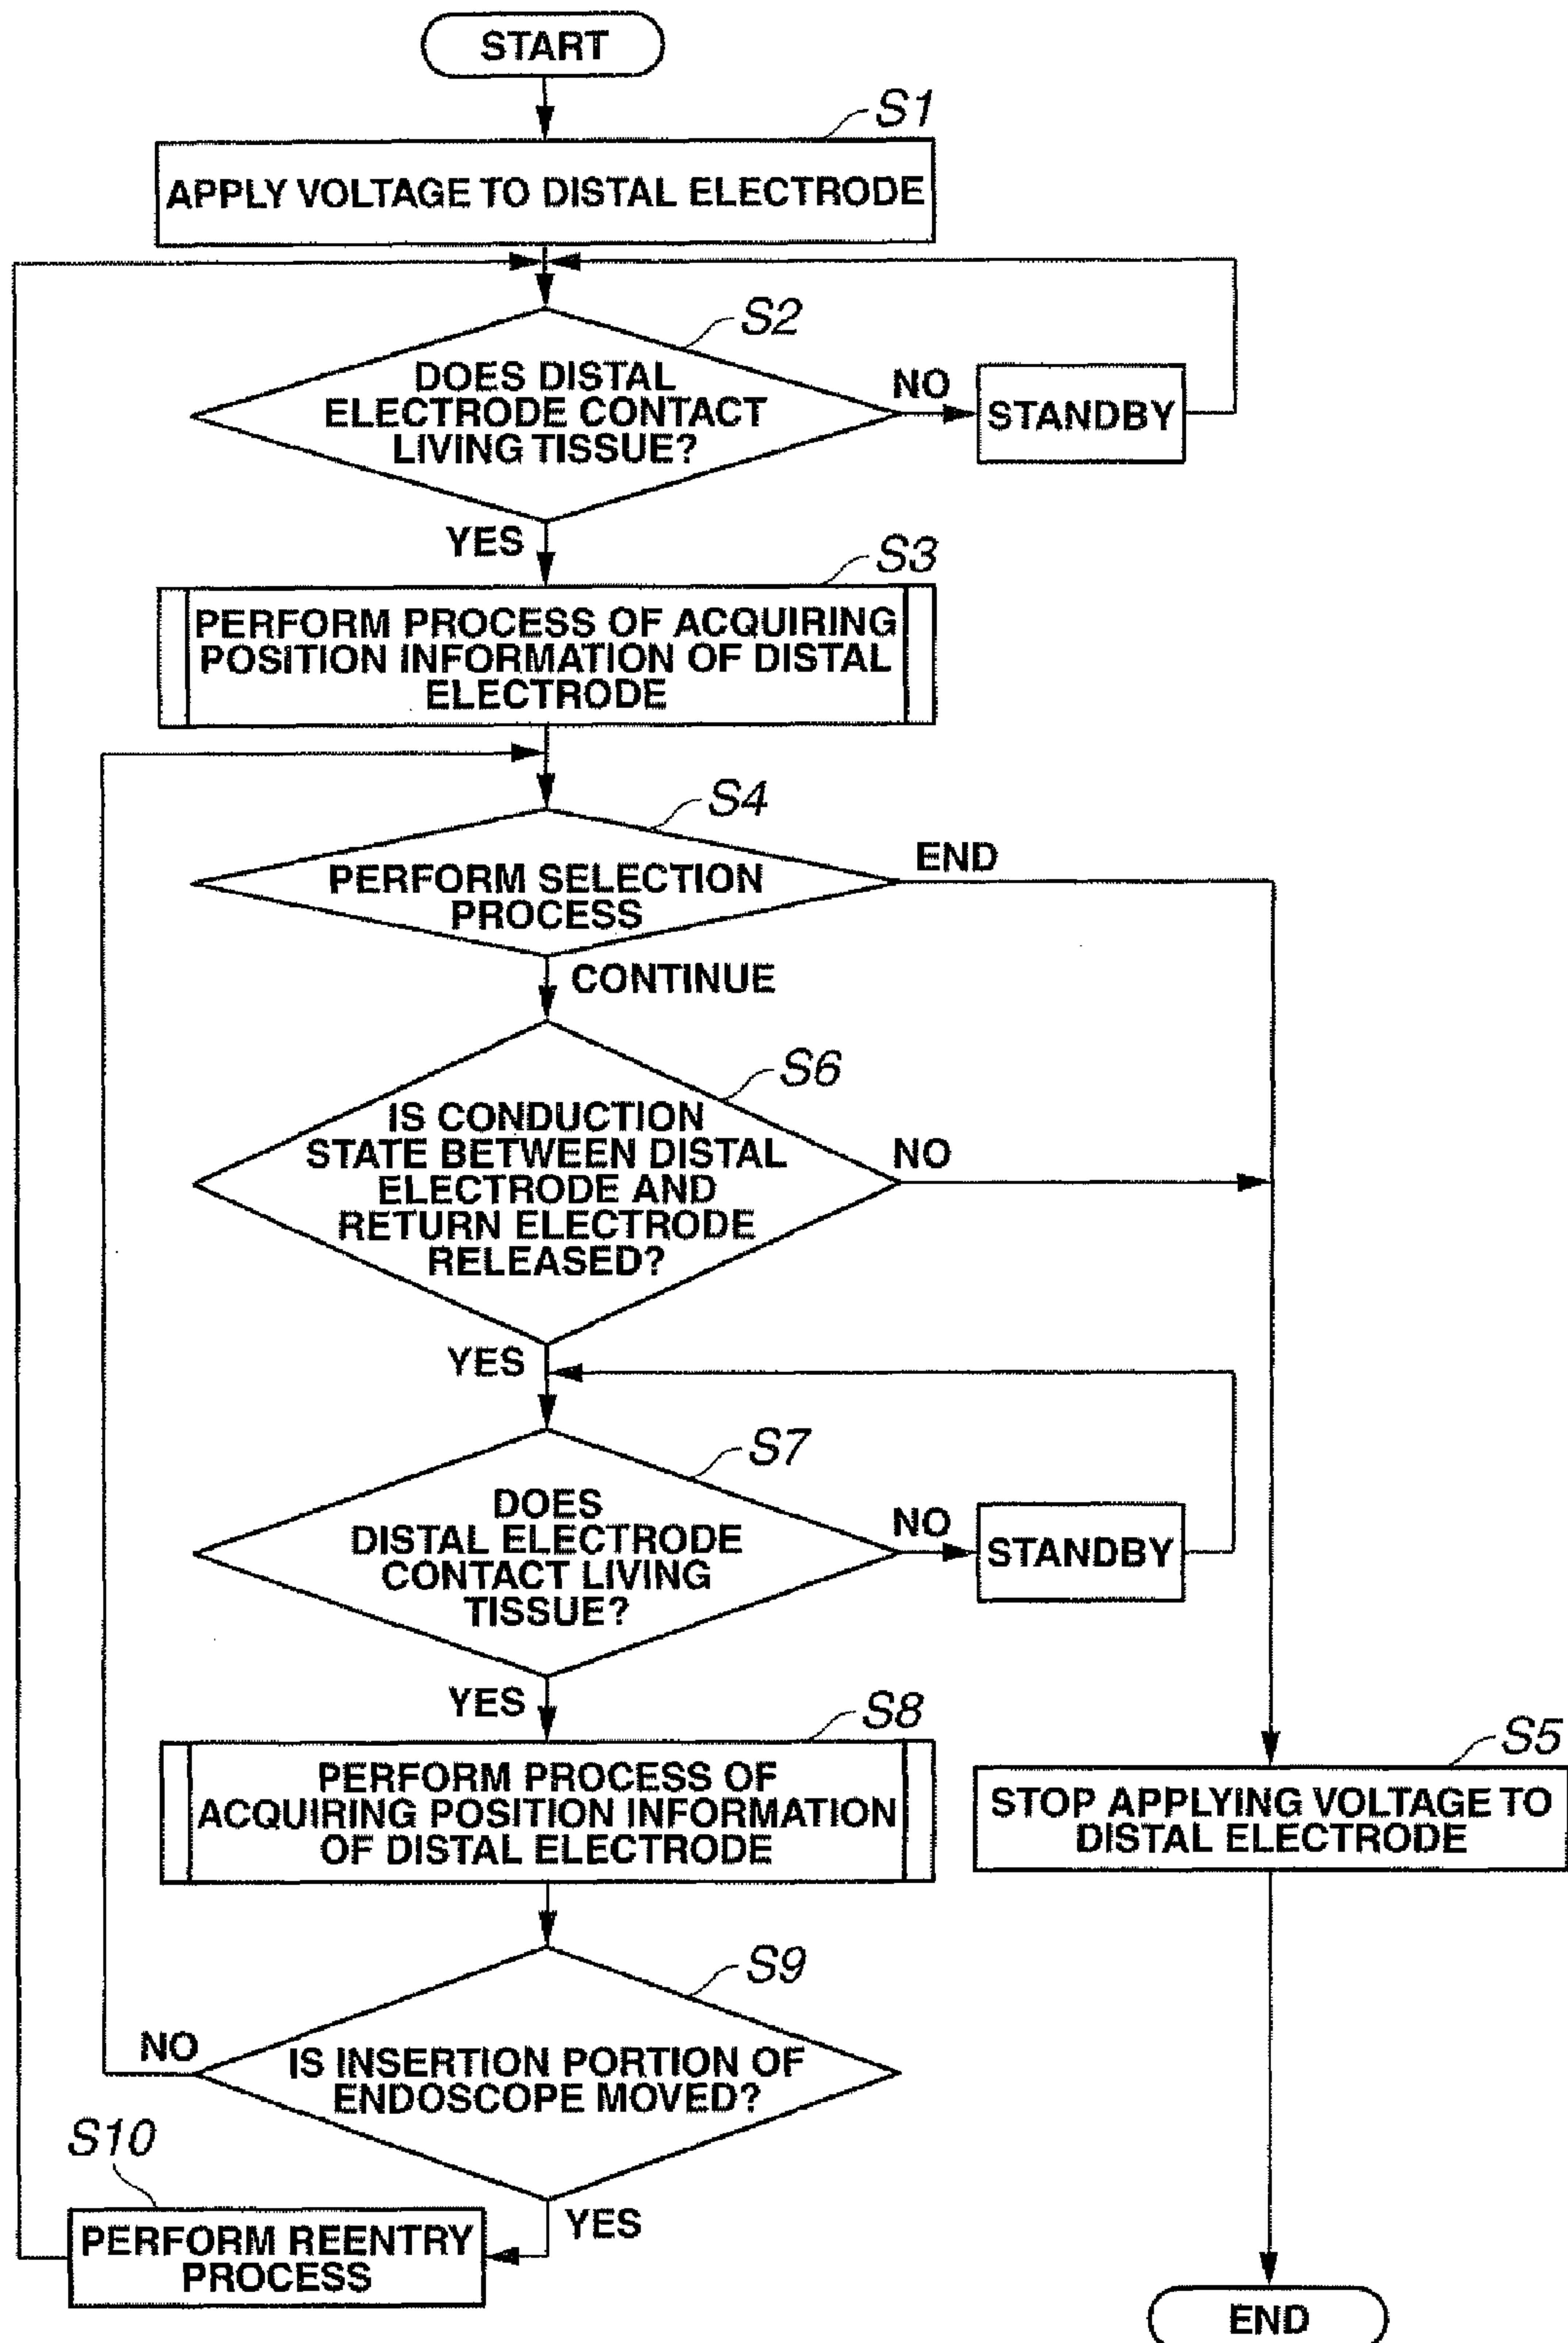 START
S1
APPLY VOLTAGE TO DISTAL ELECTRODE
S2
DOES DISTAL
ELECTRODE CONTACT
LIVING TISSUE?
NO
STANDBY
YES
S3
PERFORM PROCESS OF ACQUIRING
POSITION INFORMATION OF DISTAL
ELECTRODE
S4
PERFORM SELECTION
PROCESS
END
CONTINUE
S6
IS CONDUCTION
STATE BETWEEN DISTAL
ELECTRODE AND
RETURN ELECTRODE
RELEASED?
NO
YES
S7
DOES
DISTAL ELECTRODE
CONTACT LIVING
TISSUE?
NO
STANDBY
YES
S8
PERFORM PROCESS OF
ACQUIRING POSITION INFORMATION
OF DISTAL ELECTRODE
S5
STOP APPLYING VOLTAGE TO
DISTAL ELECTRODE
S9
IS INSERTION PORTION OF
ENDOSCOPE MOVED?
NO
S10
YES
PERFORM REENTRY
PROCESS
END